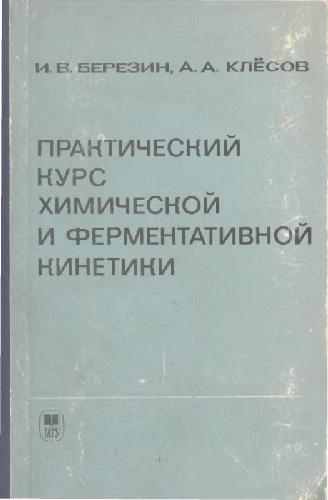 И. В. БЕРЕЗИН, А. А. КЛЁСОВ
ПРАКТИЧЕСКИЙ
КУРС
ХИМИЧЕСКОЙ
И ФЕРМЕНТАТИВНОЙ
КИНЕТИКИ
МГУ